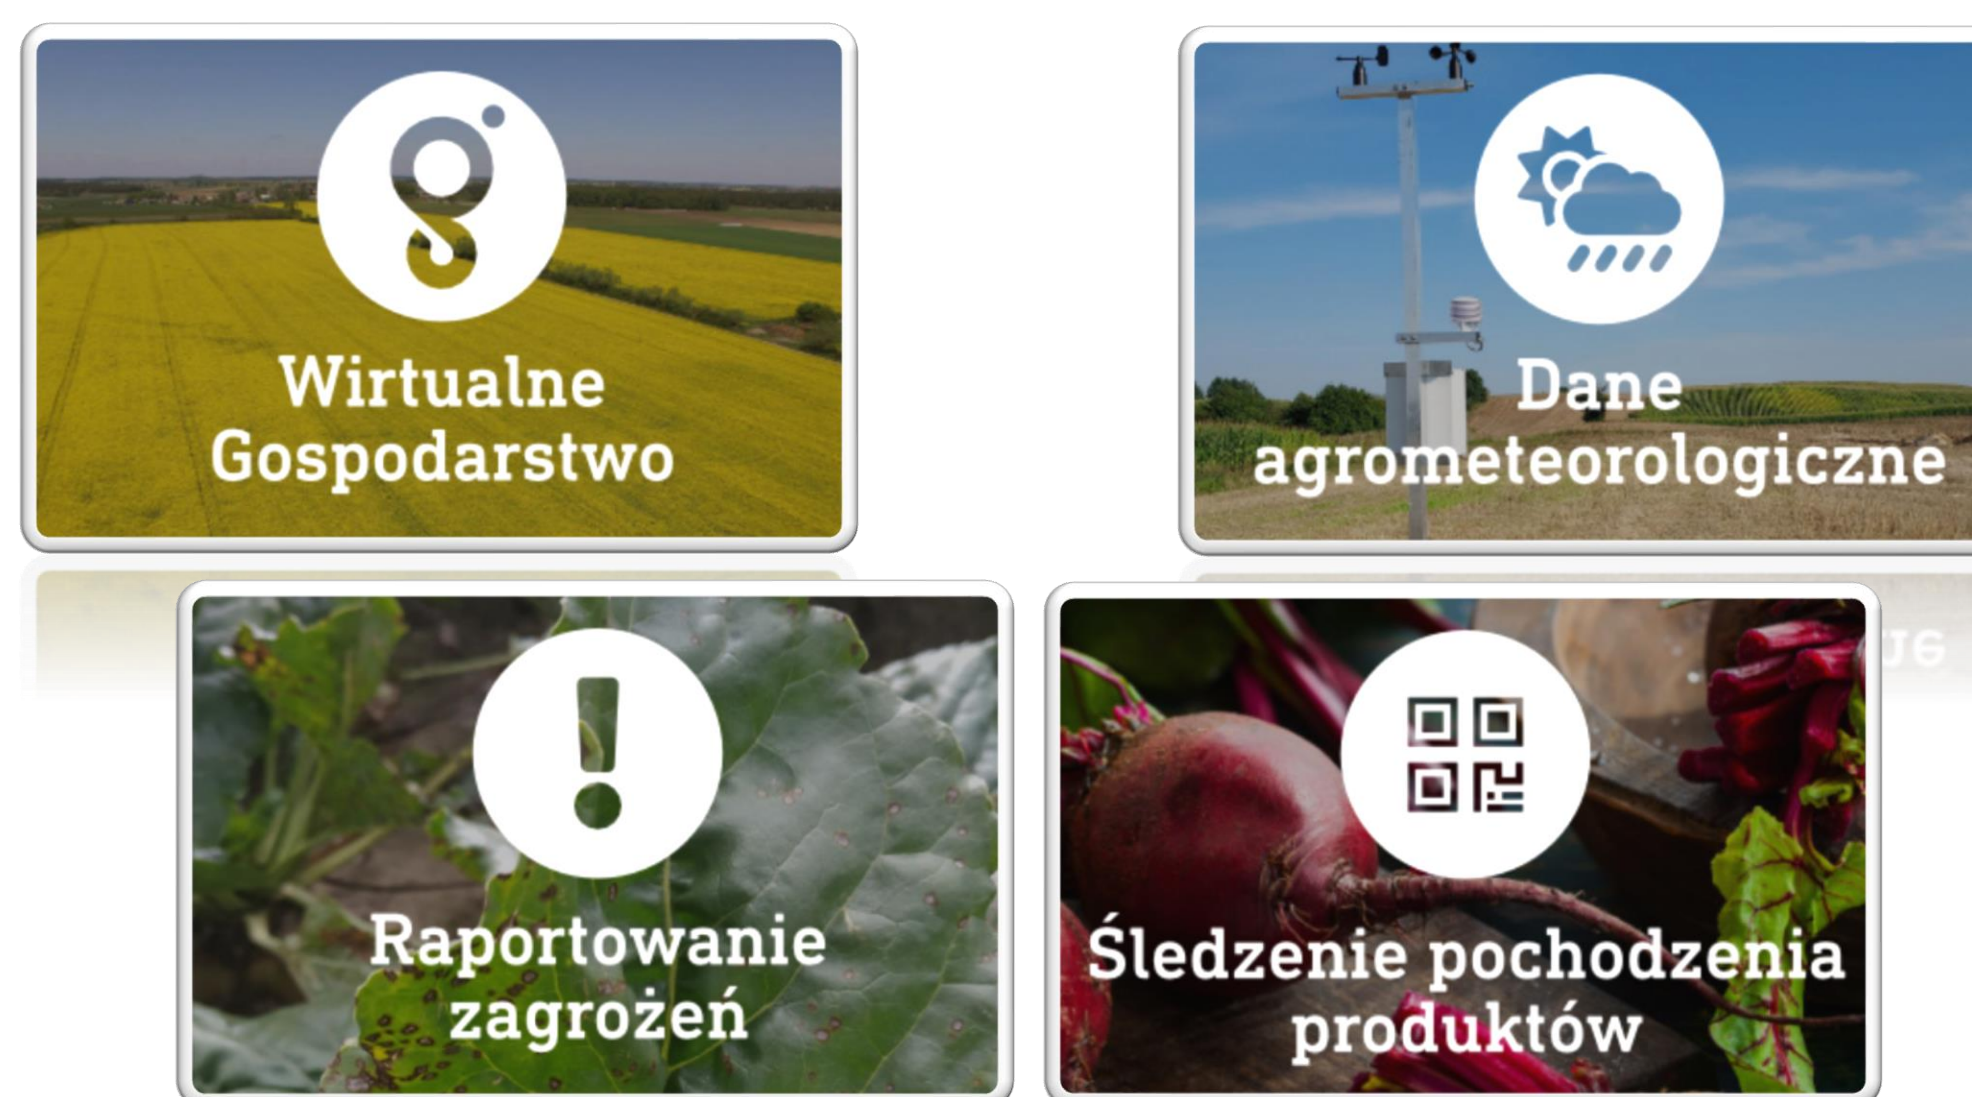 Wirtualne
Gospodarstwo
Dane
agrometeorologiczne
Raportowanie
zagrożeń
Śledzenie pochodzenia
produktów